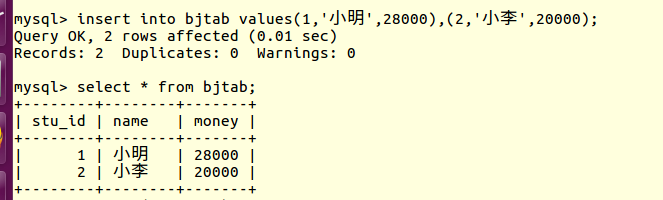 mysql> insert into bjtab values(1,'小明',28000),(2,'小李',20000);
Query OK, 2 rows affected (0.01 sec)
Records: 2  Duplicates: 0  Warnings: 0

mysql> select * from bjtab;
+--------+--------+-------+
| stu_id | name   | money |
+--------+--------+-------+
|      1 | 小明   | 28000 |
|      2 | 小李   | 20000 |
+--------+--------+-------+